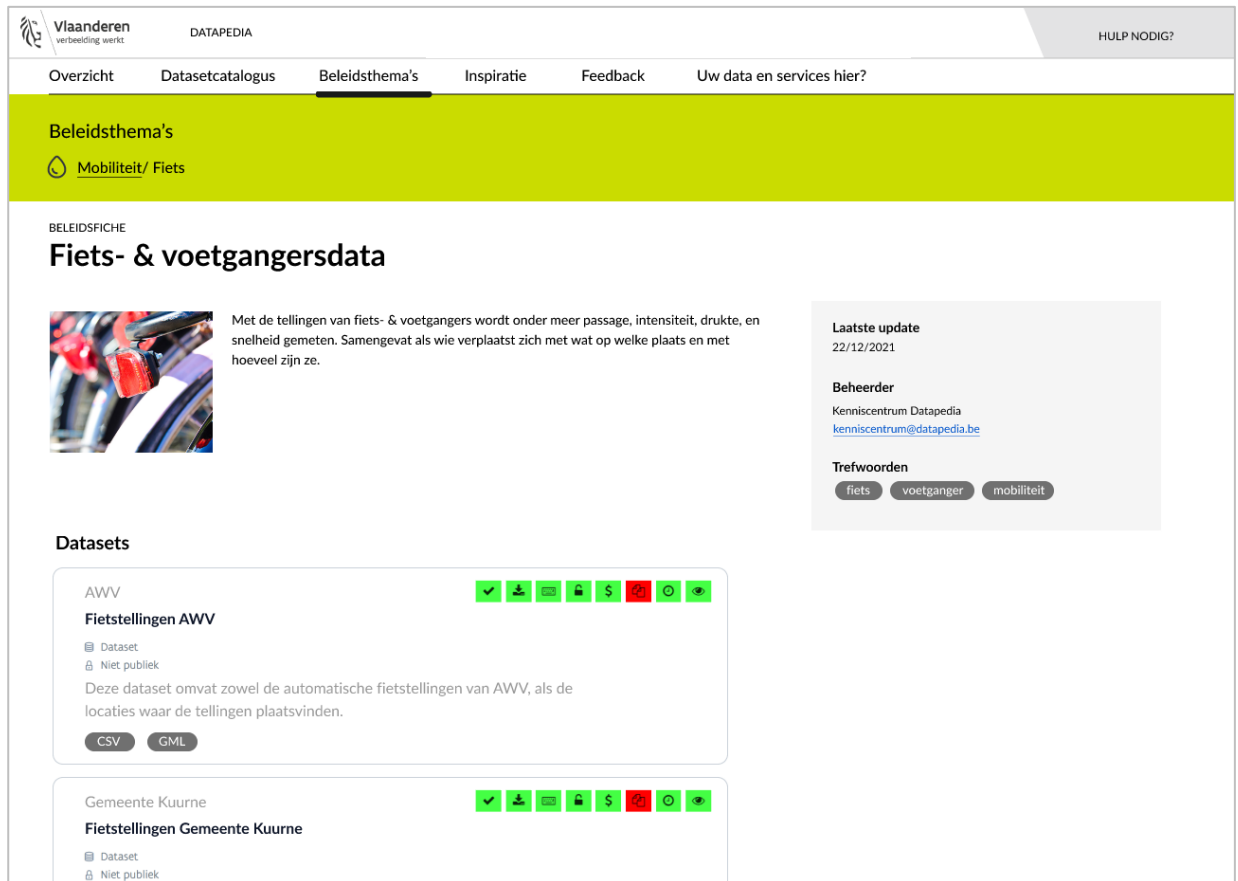 Vlaanderen
verbeelding werkt
DATAPEDIA
HULP NODIG?
Overzicht Datasetcatalogus Beleidsthema's Inspiratie Feedback Uw data en services hier?
Beleidsthema's
Mobiliteit/ Fiets
BELEIDSFICHE
Fiets- & voetgangersdata
Met de tellingen van fiets- & voetgangers wordt onder meer passage, intensiteit, drukte, en
snelheid gemeten. Samengevat als wie verplaatst zich met wat op welke plaats en met
hoeveel zijn ze.
Laatste update
22/12/2021
Beheerder
Kenniscentrum Datapedia
kenniscentrum@datapedia.be
Trefwoorden
fiets voetganger mobiliteit
Datasets
AWV
Fietstellingen AWV
Dataset
Niet publiek
Deze dataset omvat zowel de automatische fietstellingen van AWV, als de
locaties waar de tellingen plaatsvinden.
CSV GML
Gemeente Kuurne
Fietstellingen Gemeente Kuurne
Dataset
Niet publiek